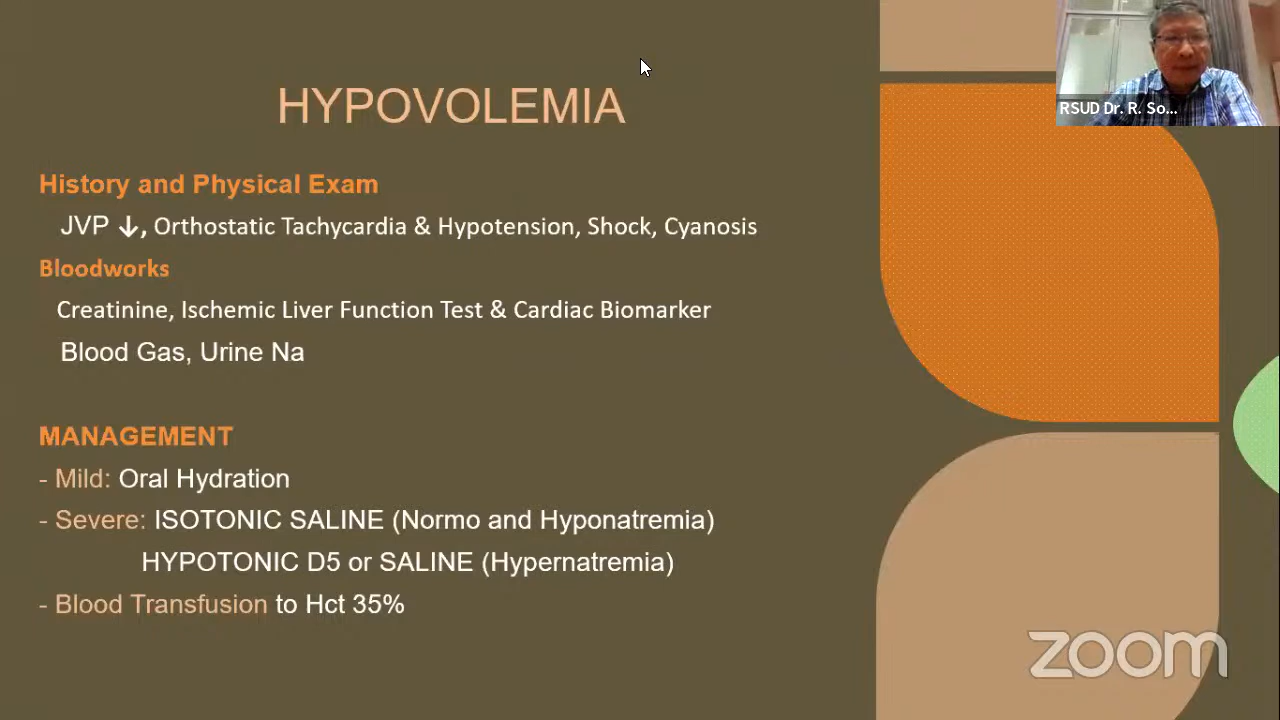 HYPOVOLEMIA
RSUD Dr. R. So...
History and Physical Exam
JVP ↓, Orthostatic Tachycardia & Hypotension, Shock, Cyanosis
Bloodworks
Creatinine, Ischemic Liver Function Test & Cardiac Biomarker
Blood Gas, Urine Na
MANAGEMENT
- Mild: Oral Hydration
- Severe: ISOTONIC SALINE (Normo and Hyponatremia)
HYPOTONIC D5 or SALINE (Hypernatremia)
- Blood Transfusion to Hct 35%
zoom